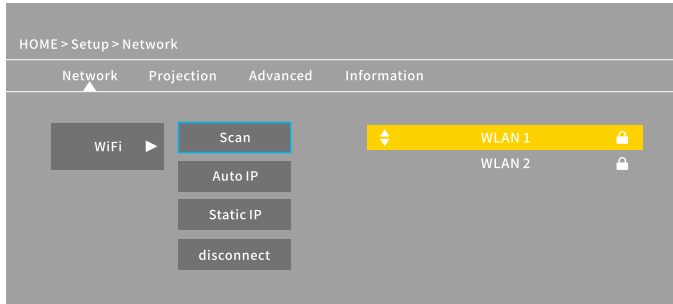 HOME > Setup > Network
Network Projection Advanced Information
WiFi
Scan
Auto IP
Static IP
disconnect
WLAN 1
WLAN 2